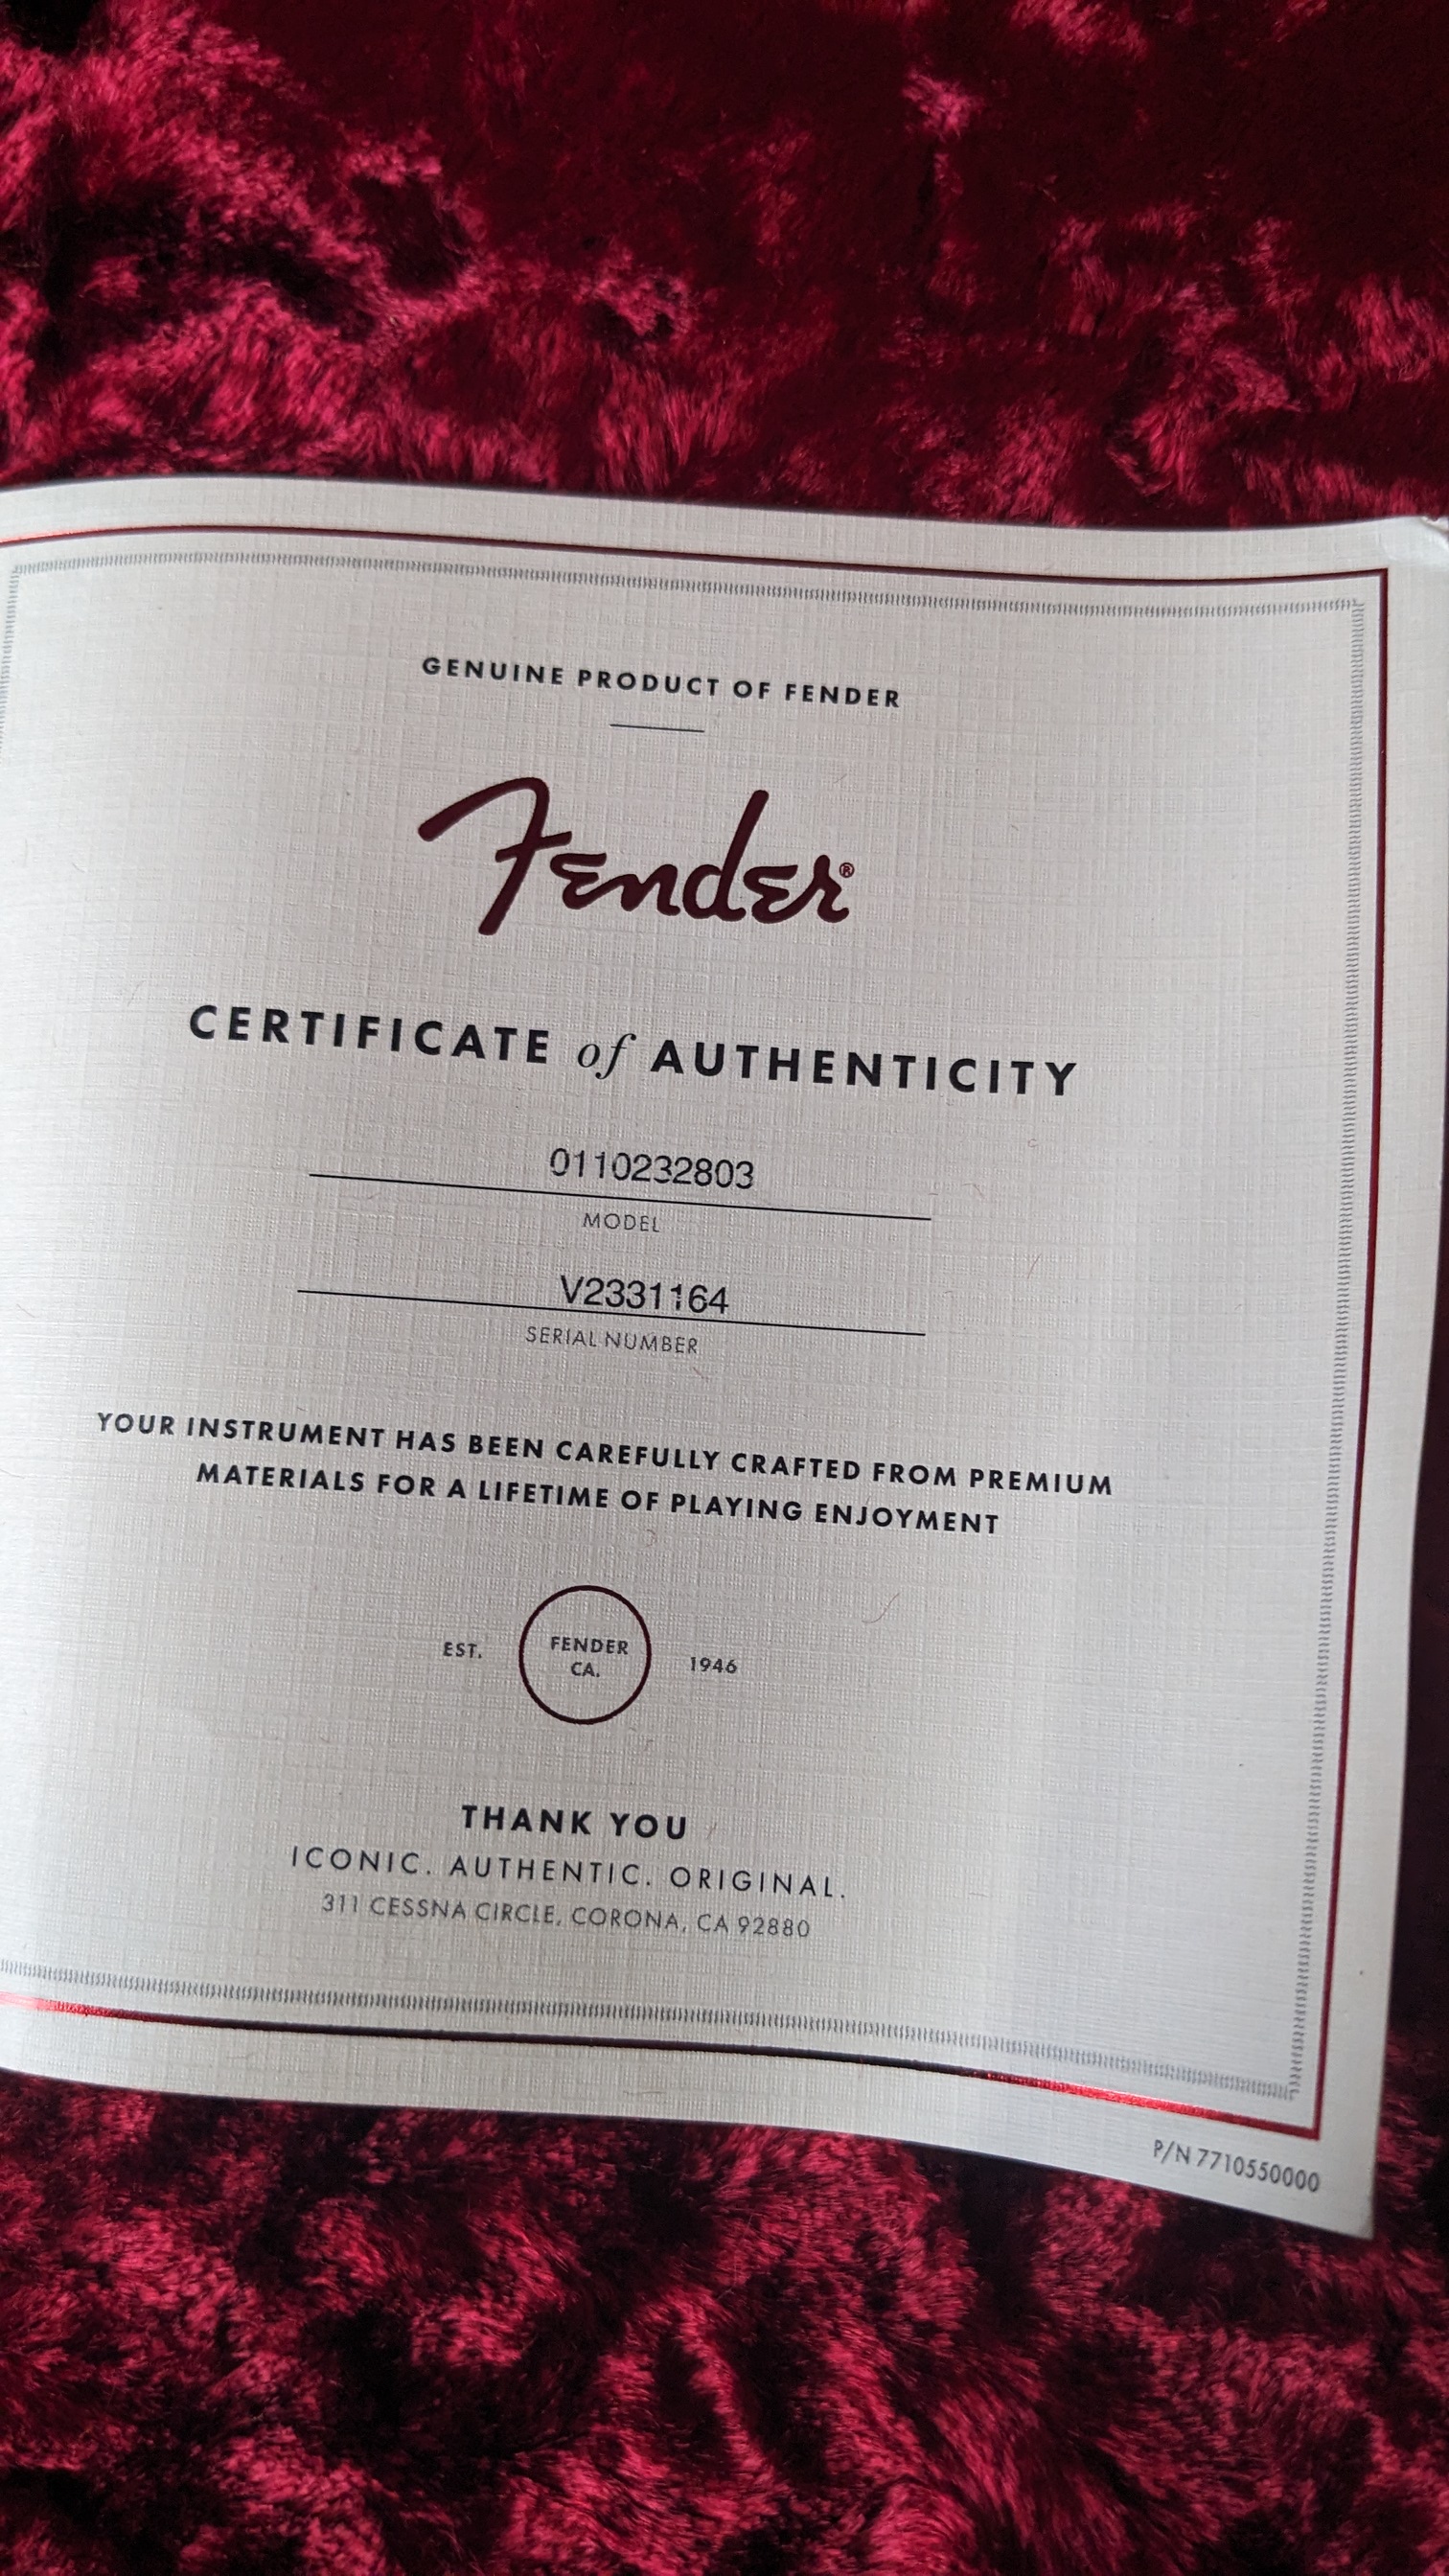 GENUINE PRODUCT OF FENDER
Fender®
CERTIFICATE of AUTHENTICITY
0110232803
MODEL
V2331164
SERIAL NUMBER
YOUR INSTRUMENT HAS BEEN CAREFULLY CRAFTED FROM PREMIUM
MATERIALS FOR A LIFETIME OF PLAYING ENJOYMENT
EST. FENDER CA. 1946
THANK YOU
ICONIC. AUTHENTIC. ORIGINAL.
311 CESSNA CIRCLE, CORONA, CA 92880
P/N 7710550000